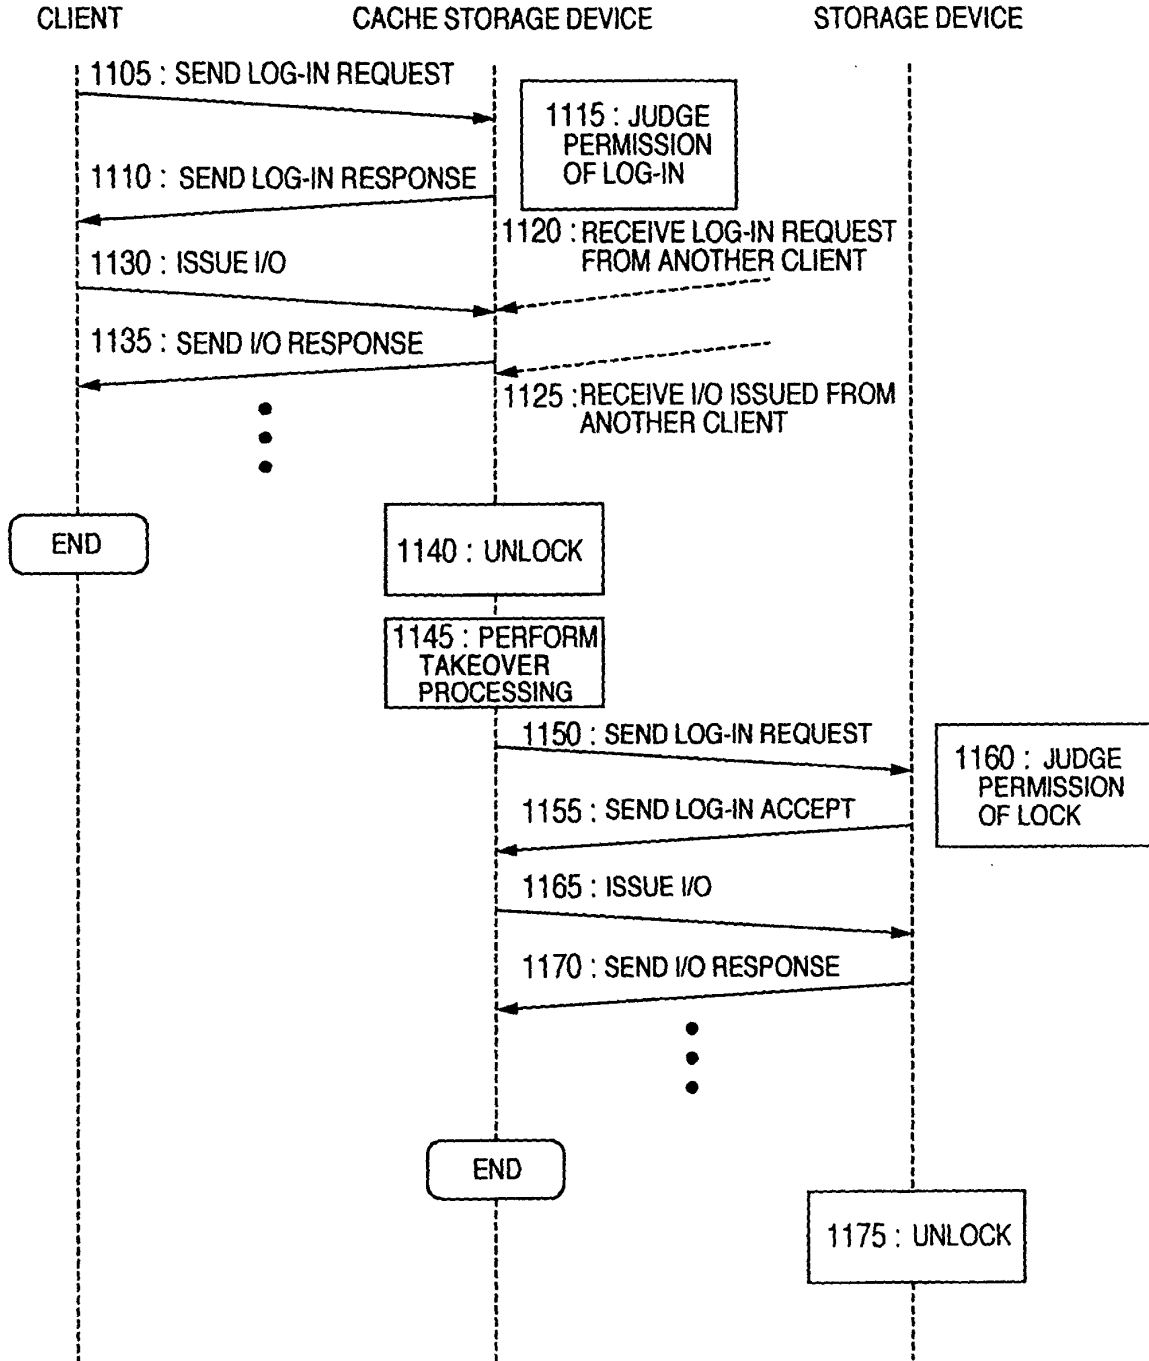 CLIENT
CACHE STORAGE DEVICE
STORAGE DEVICE
1105 : SEND LOG-IN REQUEST
1115 : JUDGE
PERMISSION
OF LOG-IN
1110 : SEND LOG-IN RESPONSE
1120 : RECEIVE LOG-IN REQUEST
FROM ANOTHER CLIENT
1130 : ISSUE I/O
1135 : SEND I/O RESPONSE
1125 : RECEIVE I/O ISSUED FROM
ANOTHER CLIENT
END
1140 : UNLOCK
1145 : PERFORM
TAKEOVER
PROCESSING
1150 : SEND LOG-IN REQUEST
1160 : JUDGE
PERMISSION
OF LOCK
1155 : SEND LOG-IN ACCEPT
1165 : ISSUE I/O
1170 : SEND I/O RESPONSE
END
1175 : UNLOCK